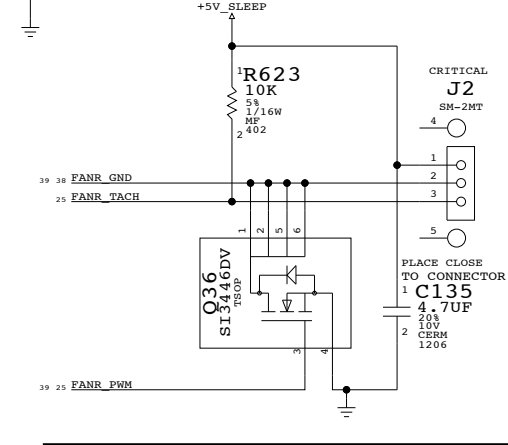 +5V_SLEEP
1
R623
10K
5%
1/16W
MF
402
2
CRITICAL
J2
SM-2MT
4
1
2
3
5
39 38 FANR_GND
25 FANR_TACH
1
2
5
6
Q36
SI3446DV
TSOP
3
4
PLACE CLOSE
TO CONNECTOR
1
C135
4.7UF
20%
10V
CERM
1206
2
39 25 FANR_PWM